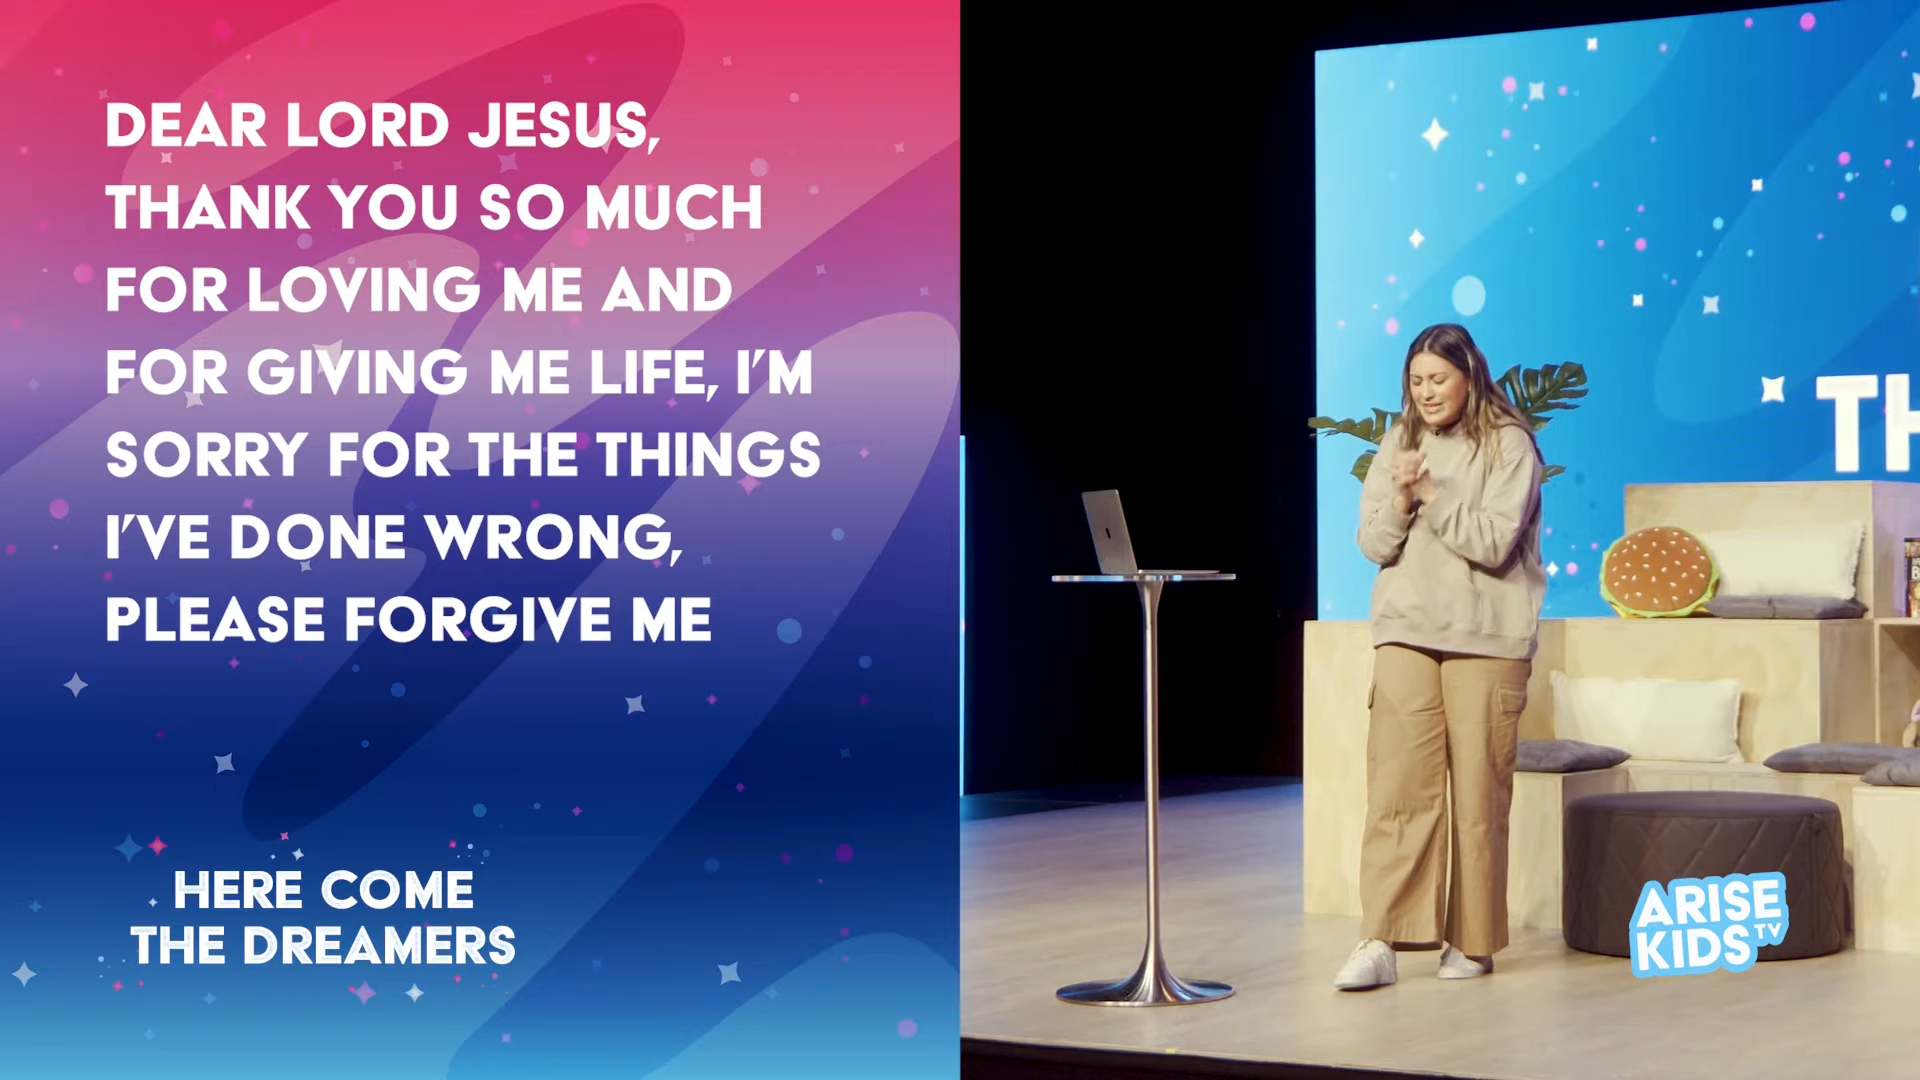 DEAR LORD JESUS,
THANK YOU SO MUCH
FOR LOVING ME AND
FOR GIVING ME LIFE, I'M
SORRY FOR THE THINGS
I'VE DONE WRONG,
PLEASE FORGIVE ME
HERE COME
THE DREAMERS
TH
ARISE
KIDS TV